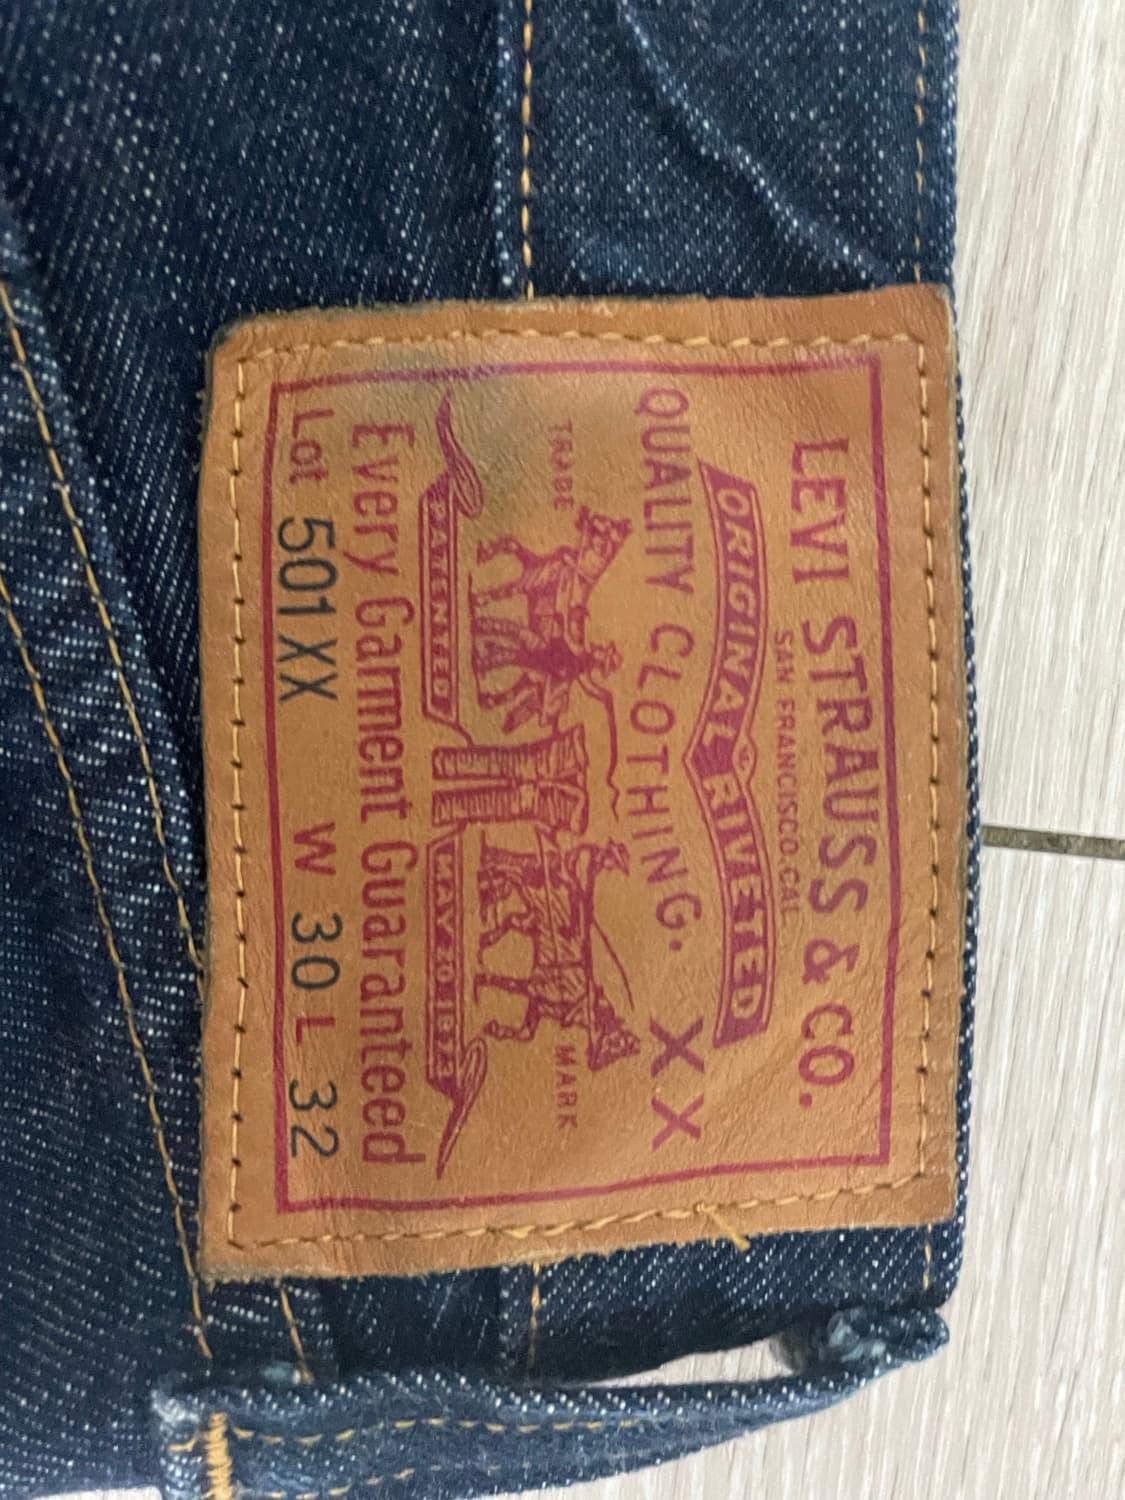 LEVI STRAUSS & CO.
SAN FRANCISCO. CAL.
ORIGINAL RIVETED
QUALITY CLOTHING. XX
TRADE MARK
PATENTED MAY 20 1873
Every Garment Guaranteed
Lot 501XX W 30 L 32